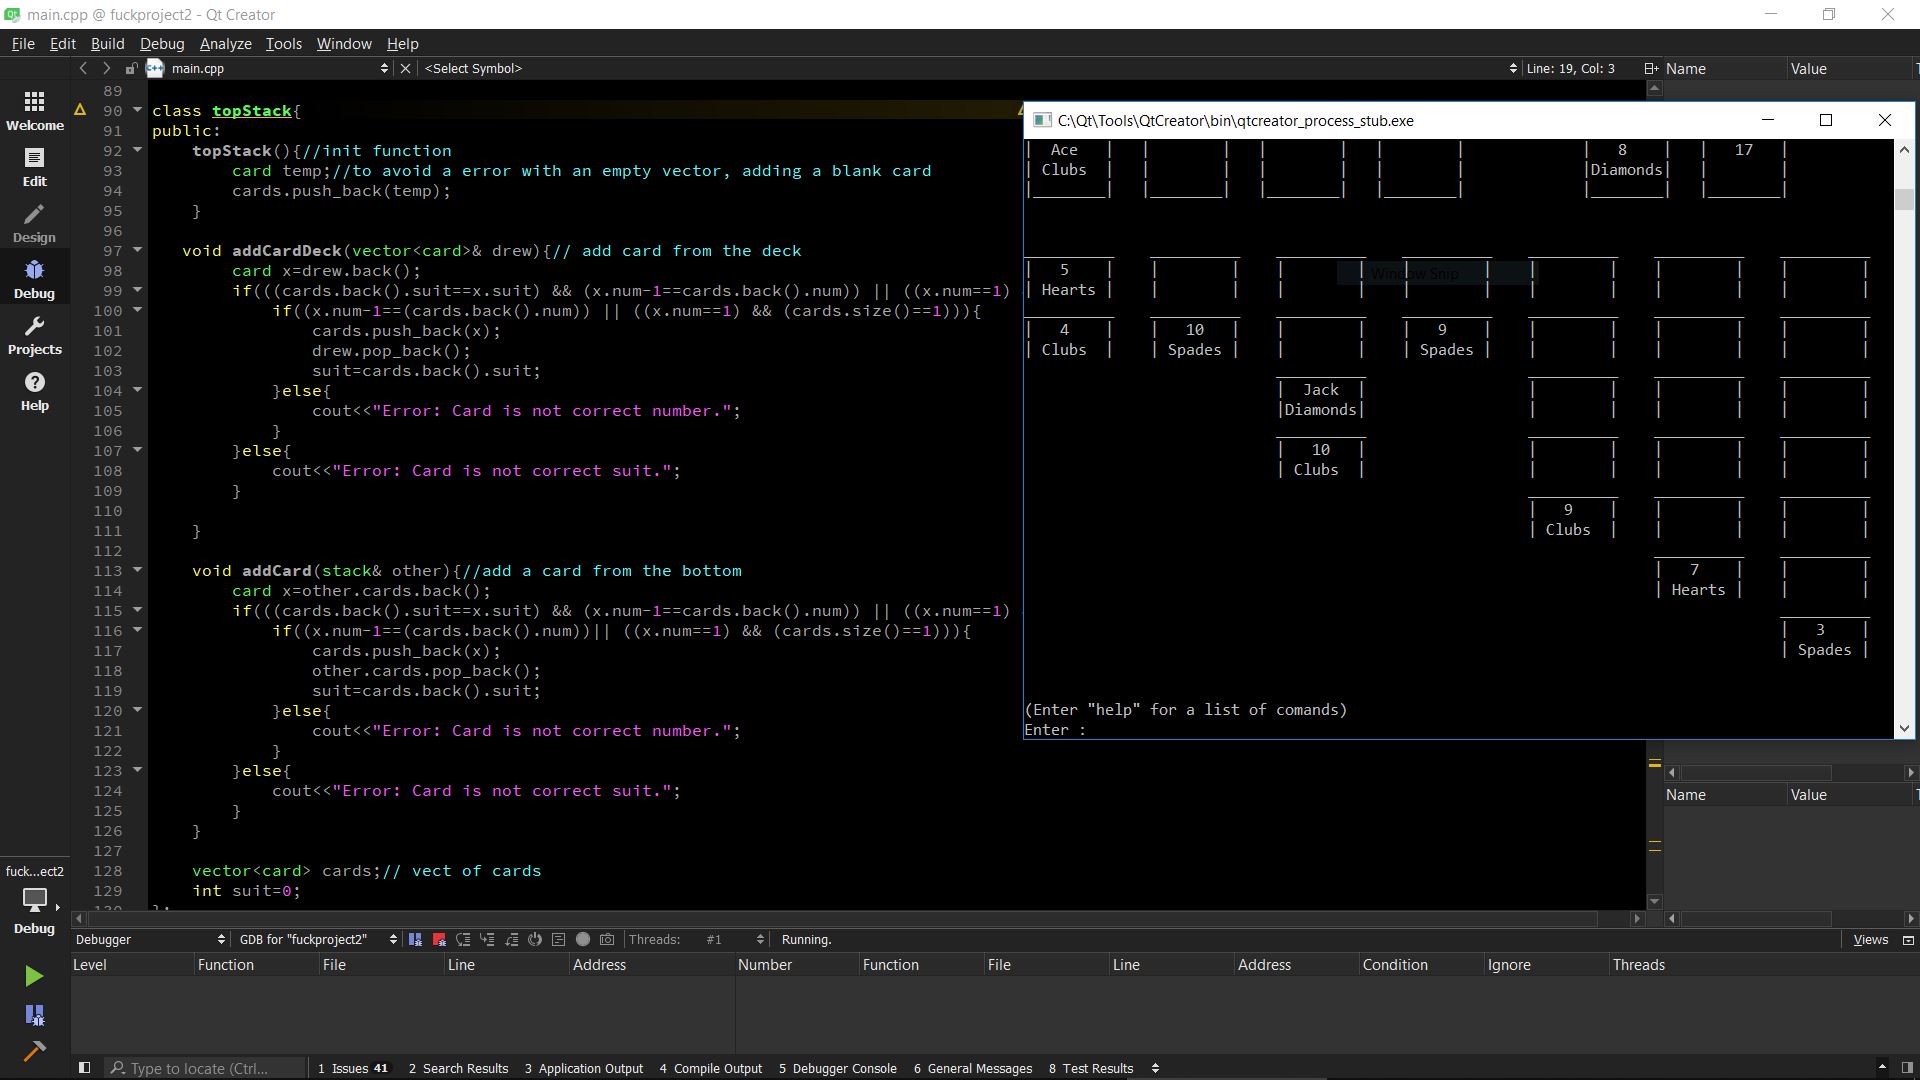 main.cpp @ fuckproject2 - Qt Creator
File Edit Build Debug Analyze Tools Window Help
main.cpp <Select Symbol> Line: 19, Col: 3 Name Value
Welcome
Edit
Design
Debug
Projects
Help
89
90 class topStack{
91 public:
92 topStack(){//init function
93 card temp;//to avoid a error with an empty vector, adding a blank card
94 cards.push_back(temp);
95 }
96
97 void addCardDeck(vector<card>& drew){// add card from the deck
98 card x=drew.back();
99 if(((cards.back().suit==x.suit) && (x.num-1==cards.back().num)) || ((x.num==1)
100 if((x.num-1==(cards.back().num)) || ((x.num==1) && (cards.size()==1))){
101 cards.push_back(x);
102 drew.pop_back();
103 suit=cards.back().suit;
104 }else{
105 cout<<"Error: Card is not correct number.";
106 }
107 }else{
108 cout<<"Error: Card is not correct suit.";
109 }
110
111 }
112
113 void addCard(stack& other){//add a card from the bottom
114 card x=other.cards.back();
115 if(((cards.back().suit==x.suit) && (x.num-1==cards.back().num)) || ((x.num==1)
116 if((x.num-1==(cards.back().num))|| ((x.num==1) && (cards.size()==1))){
117 cards.push_back(x);
118 other.cards.pop_back();
119 suit=cards.back().suit;
120 }else{
121 cout<<"Error: Card is not correct number.";
122 }
123 }else{
124 cout<<"Error: Card is not correct suit.";
125 }
126 }
127
128 vector<card> cards;// vect of cards
129 int suit=0;
C:\Qt\Tools\QtCreator\bin\qtcreator_process_stub.exe
Ace 8 17
Clubs Diamonds
5 Window Snip
Hearts
4 10 9
Clubs Spades Spades
Jack
Diamonds
10
Clubs
9
Clubs
7
Hearts
3
Spades
(Enter "help" for a list of comands)
Enter :
Name Value
fuck...ect2
Debug
Debugger GDB for "fuckproject2" Threads: #1 Running. Views
Level Function File Line Address Number Function File Line Address Condition Ignore Threads
Type to locate (Ctrl... 1 Issues 41 2 Search Results 3 Application Output 4 Compile Output 5 Debugger Console 6 General Messages 8 Test Results